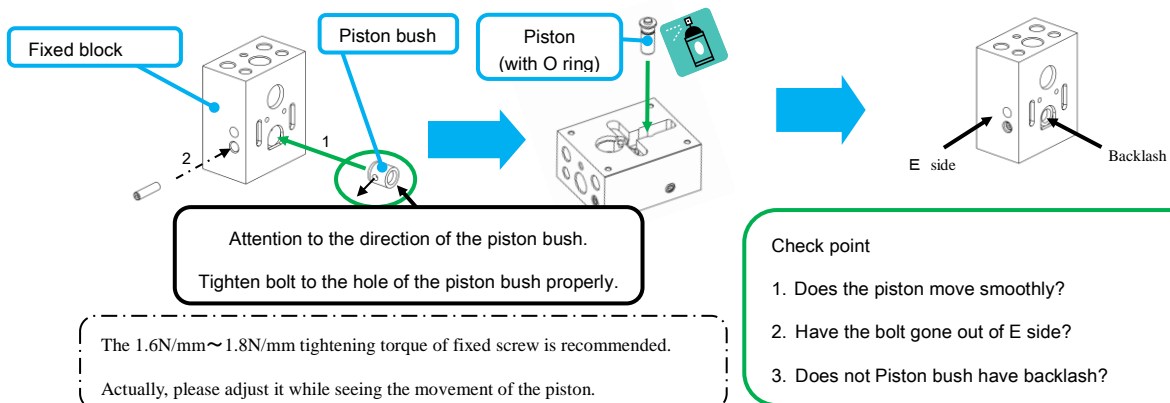 Fixed block
Piston bush
Piston
(with O ring)
2
1
E side
Backlash
Attention to the direction of the piston bush.
Tighten bolt to the hole of the piston bush properly.
The 1.6N/mm～1.8N/mm tightening torque of fixed screw is recommended.
Actually, please adjust it while seeing the movement of the piston.
Check point
1. Does the piston move smoothly?
2. Have the bolt gone out of E side?
3. Does not Piston bush have backlash?